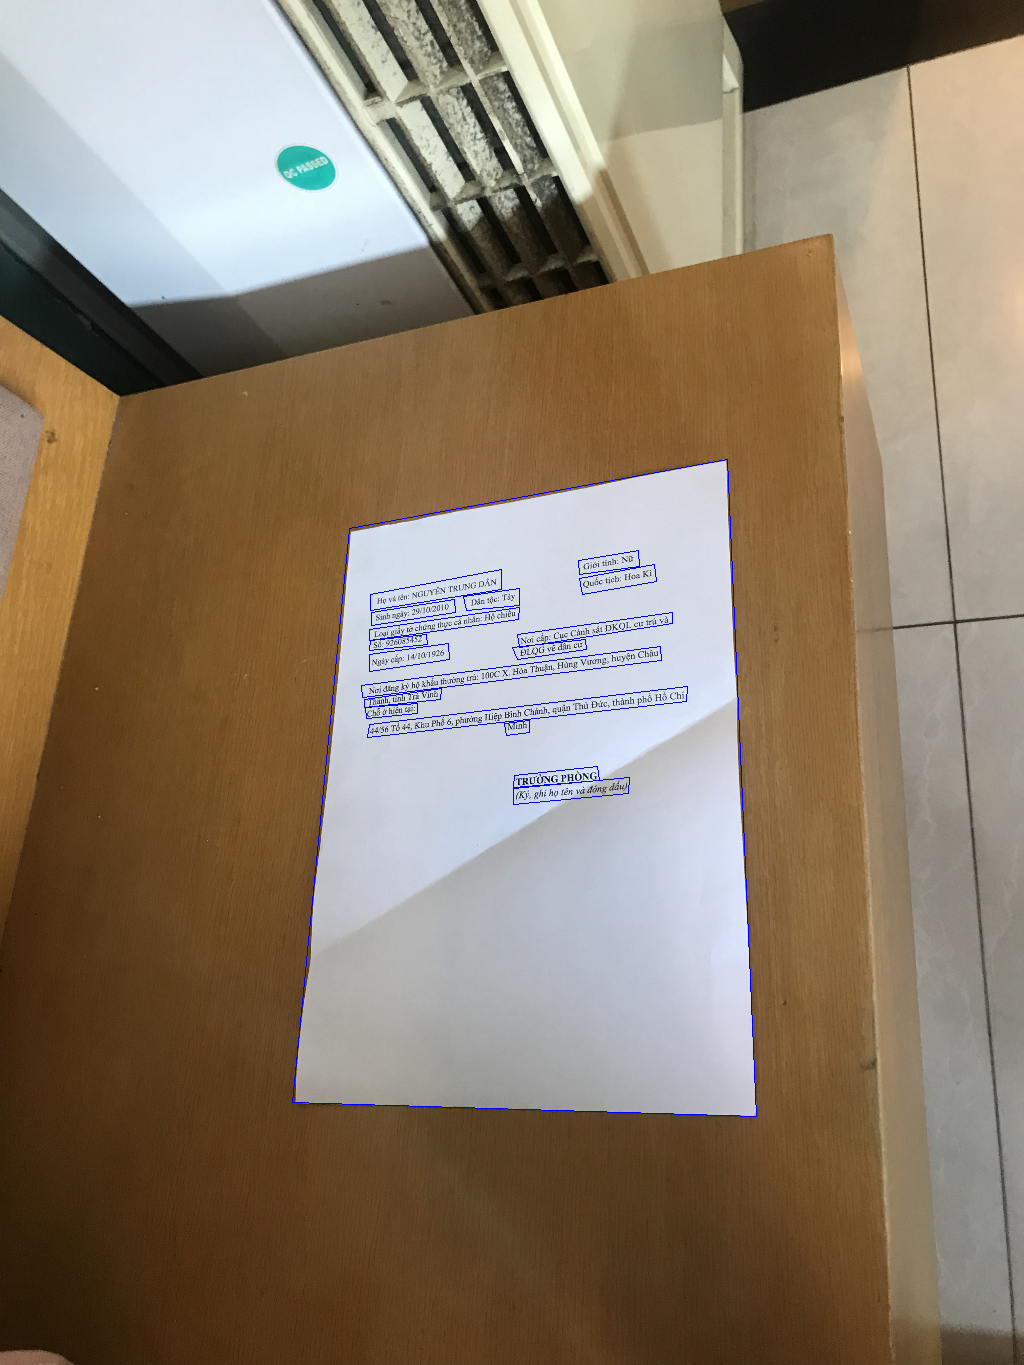 QC PASSED
Họ và tên: NGUYỄN TRUNG DÂN
Giới tính: Nữ
Sinh ngày: 29/10/2010
Dân tộc: Tày
Quốc tịch: Hoa Kì
Loại giấy tờ chứng thực cá nhân: Hộ chiếu
Số: 926085452
Nơi cấp: Cục Cảnh sát ĐKQL cư trú và
ĐLQG về dân cư
Ngày cấp: 14/10/1926
Nơi đăng ký hộ khẩu thường trú: 100C X. Hòa Thuận, Hùng Vương, huyện Châu
Thành, tỉnh Trà Vinh
Chỗ ở hiện tại:
44/56 Tổ 44, Khu Phố 6, phường Hiệp Bình Chánh, quận Thủ Đức, thành phố Hồ Chí
Minh
TRƯỞNG PHÒNG
(Ký, ghi họ tên và đóng dấu)